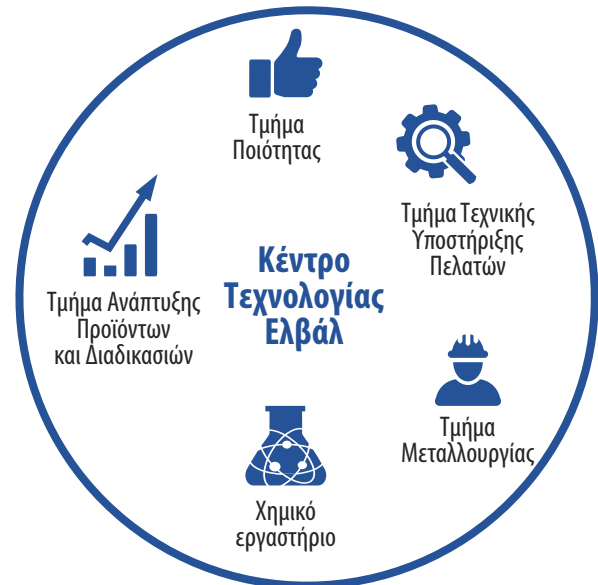 Τμήμα
Ποιότητας
Τμήμα Τεχνικής
Υποστήριξης
Πελατών
Κέντρο
Τεχνολογίας
Ελβάλ
Τμήμα Ανάπτυξης
Προϊόντων
και Διαδικασιών
Τμήμα
Μεταλλουργίας
Χημικό
εργαστήριο